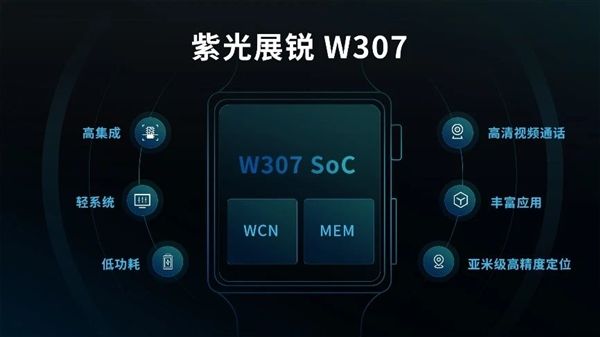 紫光展锐 W307
高集成
轻系统
低功耗
W307 SoC
WCN
MEM
高清视频通话
丰富应用
亚米级高精度定位